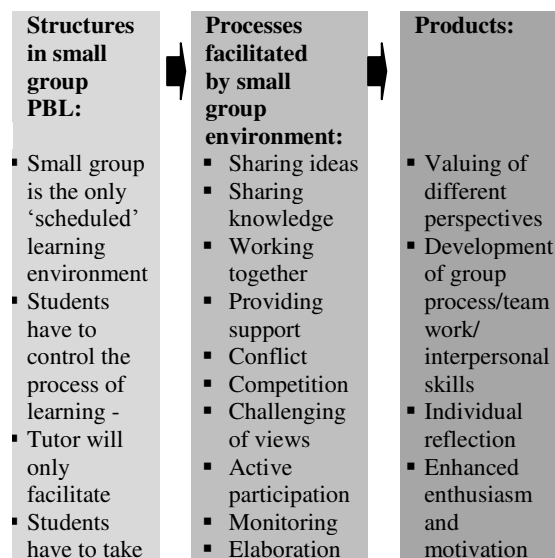 Structures
in small
group
PBL:
▪ Small group
is the only
‘scheduled’
learning
environment
▪ Students
have to
control the
process of
learning -
▪ Tutor will
only
facilitate
▪ Students
have to take
Processes
facilitated
by small
group
environment:
▪ Sharing ideas
▪ Sharing
knowledge
▪ Working
together
▪ Providing
support
▪ Conflict
▪ Competition
▪ Challenging
of views
▪ Active
participation
▪ Monitoring
▪ Elaboration
Products:
▪ Valuing of
different
perspectives
▪ Development
of group
process/team
work/
interpersonal
skills
▪ Individual
reflection
▪ Enhanced
enthusiasm
and
motivation